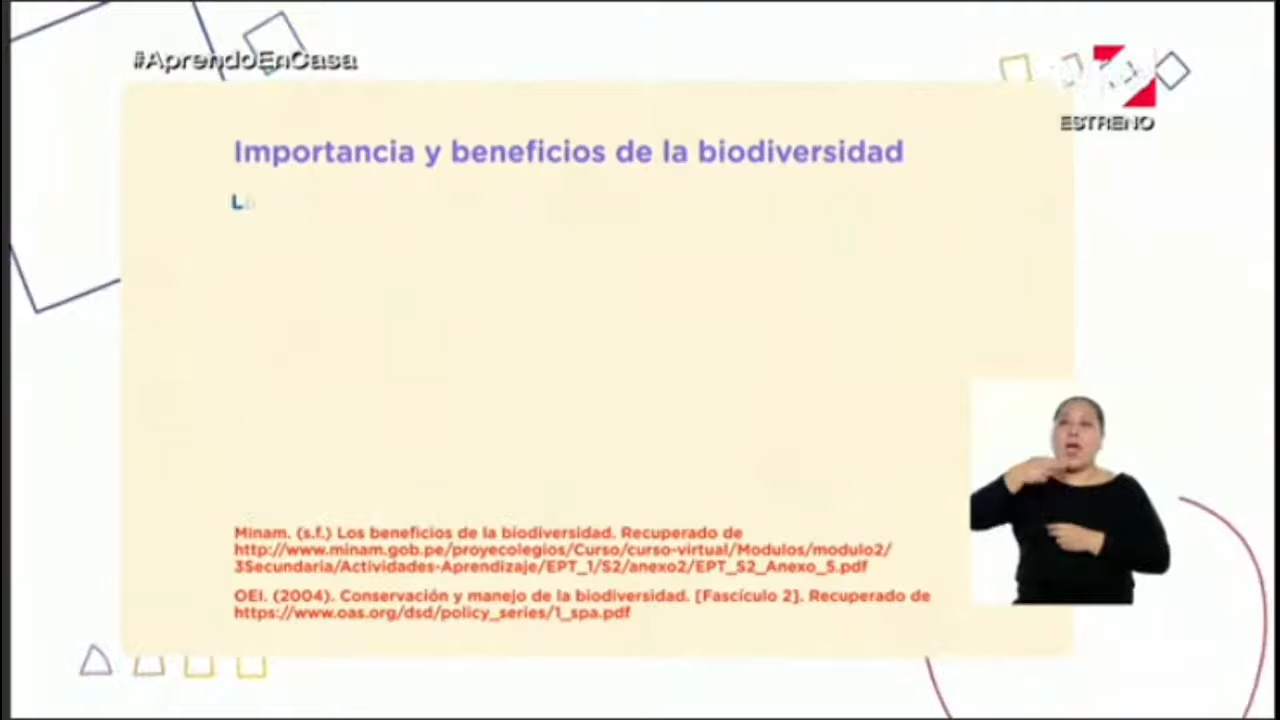 #AprendoEnCasa
ESTRENO
Importancia y beneficios de la biodiversidad
La
Minam. (s.f.) Los beneficios de la biodiversidad. Recuperado de
http://www.minam.gob.pe/proyecolegios/Curso/curso-virtual/Modulos/modulo2/
3Secundaria/Actividades-Aprendizaje/EPT_1/S2/anexo2/EPT_S2_Anexo_5.pdf
OEI. (2004). Conservación y manejo de la biodiversidad. [Fascículo 2]. Recuperado de
https://www.oas.org/dsd/policy_series/1_spa.pdf